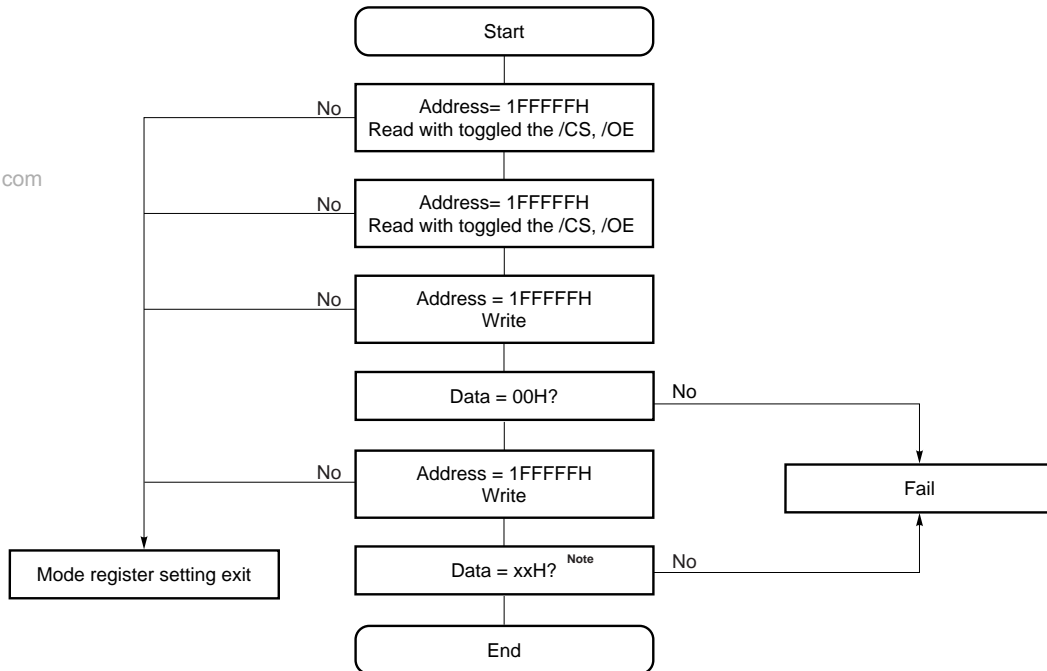 Start
No
Address= 1FFFFFH
Read with toggled the /CS, /OE
com
No
Address= 1FFFFFH
Read with toggled the /CS, /OE
No
Address = 1FFFFFH
Write
Data = 00H?
No
No
Address = 1FFFFFH
Write
Fail
Mode register setting exit
Data = xxH? Note
No
End